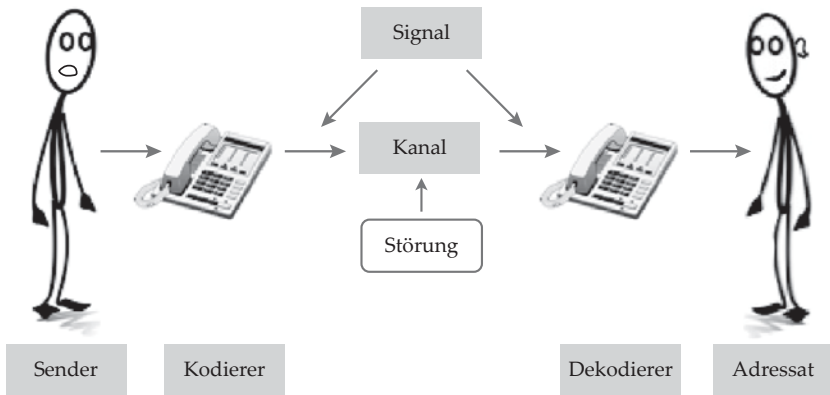 Signal
Kanal
Störung
Sender
Kodierer
Dekodierer
Adressat